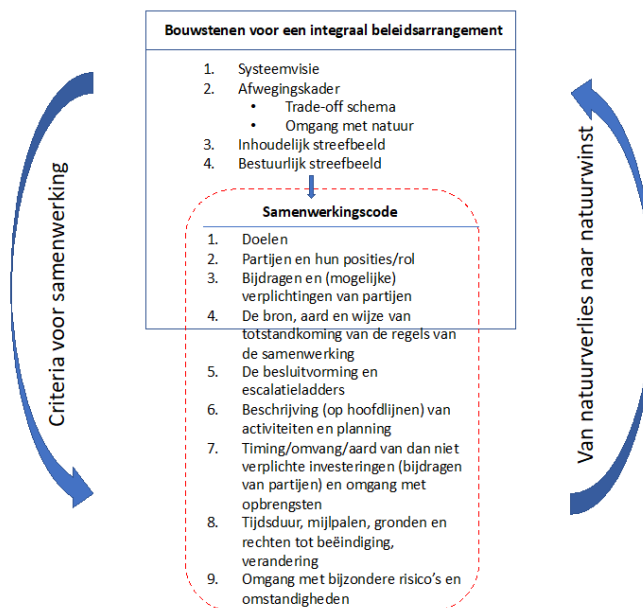 Bouwstenen voor een integraal beleidsarrangement
1. Systeemvisie
2. Afwegingskader
• Trade-off schema
• Omgang met natuur
3. Inhoudelijk streefbeeld
4. Bestuurlijk streefbeeld
Samenwerkingscode
1. Doelen
2. Partijen en hun posities/rol
3. Bijdragen en (mogelijke)
verplichtingen van partijen
4. De bron, aard en wijze van
totstandkoming van de regels van
de samenwerking
5. De besluitvorming en
escalatieladders
6. Beschrijving (op hoofdlijnen) van
activiteiten en planning
7. Timing/omvang/aard van dan niet
verplichte investeringen (bijdragen
van partijen) en omgang met
opbrengsten
8. Tijdsduur, mijlpalen, gronden en
rechten tot beëindiging,
verandering
9. Omgang met bijzondere risico's en
omstandigheden
Criteria voor samenwerking
Van natuurverlies naar natuurwinst